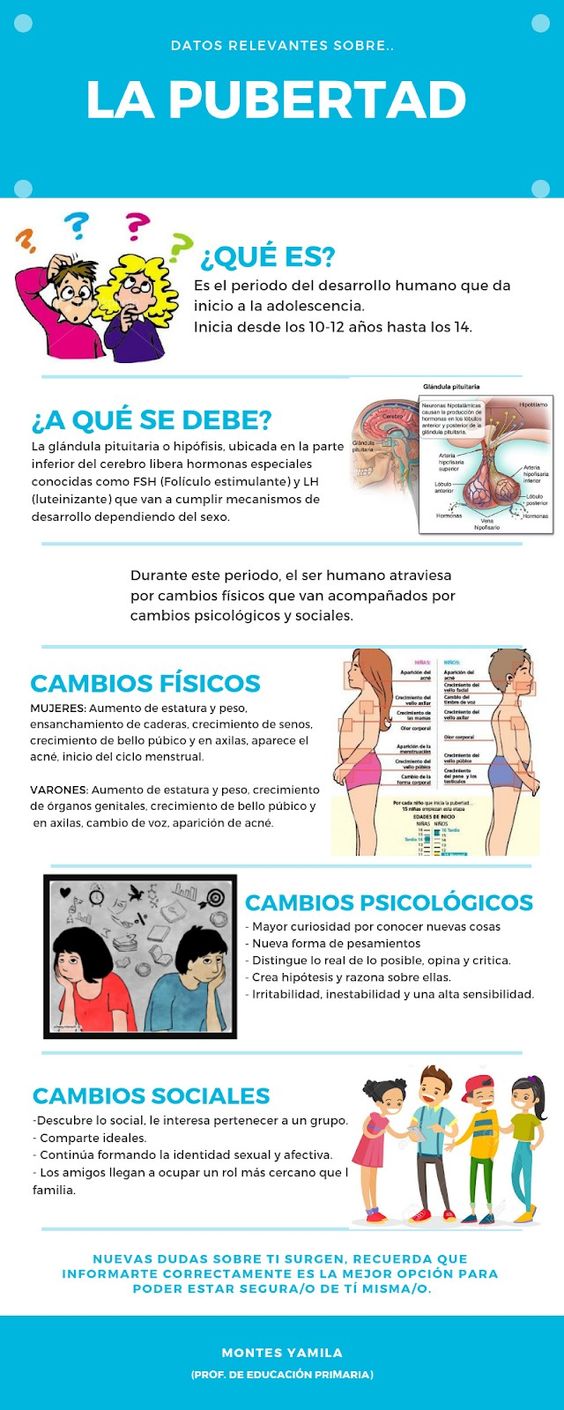 DATOS RELEVANTES SOBRE..
LA PUBERTAD
¿QUÉ ES?
Es el periodo del desarrollo humano que da
inicio a la adolescencia.
Inicia desde los 10-12 años hasta los 14.
¿A QUÉ SE DEBE?
La glándula pituitaria o hipófisis, ubicada en la parte
inferior del cerebro libera hormonas especiales
conocidas como FSH (Folículo estimulante) y LH
(luteinizante) que van a cumplir mecanismos de
desarrollo dependiendo del sexo.
Glándula pituitaria
Cerebro
Glándula
pituitaria
Neuronas hipotalámicas
causan la producción de
hormonas en los lóbulos
anterior y posterior de la
glándula pituitaria.
Hipotálamo
Arteria
hipofisaria
superior
Arteria
hipofisaria
inferior
Lóbulo
anterior
Lóbulo
posterior
Hormonas
Hormonas
Vena
hipofisario
Durante este periodo, el ser humano atraviesa
por cambios físicos que van acompañados por
cambios psicológicos y sociales.
CAMBIOS FÍSICOS
MUJERES: Aumento de estatura y peso,
ensanchamiento de caderas, crecimiento de senos,
crecimiento de bello púbico y en axilas, aparece el
acné, inicio del ciclo menstrual.
VARONES: Aumento de estatura y peso, crecimiento
de órganos genitales, crecimiento de bello púbico y
en axilas, cambio de voz, aparición de acné.
NIÑAS:
Aparición del
acné
Crecimiento del
vello axilar
Crecimiento de
las mamas
Olor corporal
Aparición de la
menstruación
Crecimiento del
vello púbico
Cambio de la
forma corporal
NIÑOS:
Aparición del
acné
Crecimiento del
vello facial
Cambio del
timbre de voz
Crecimiento del
vello axilar
Olor corporal
Crecimiento del
vello púbico
Crecimiento
del pene y los
testículos
Por cada niño que inicia la pubertad...
15 niñas empiezan esta etapa
EDADES DE INICIO
NIÑAS NIÑOS
CAMBIOS PSICOLÓGICOS
- Mayor curiosidad por conocer nuevas cosas
- Nueva forma de pesamientos
- Distingue lo real de lo posible, opina y critica.
- Crea hipótesis y razona sobre ellas.
- Irritabilidad, inestabilidad y una alta sensibilidad.
CAMBIOS SOCIALES
-Descubre lo social, le interesa pertenecer a un grupo.
- Comparte ideales.
- Continúa formando la identidad sexual y afectiva.
- Los amigos llegan a ocupar un rol más cercano que l
familia.
NUEVAS DUDAS SOBRE TI SURGEN, RECUERDA QUE
INFORMARTE CORRECTAMENTE ES LA MEJOR OPCIÓN PARA
PODER ESTAR SEGURA/O DE TÍ MISMA/O.
MONTES YAMILA
(PROF. DE EDUCACIÓN PRIMARIA)